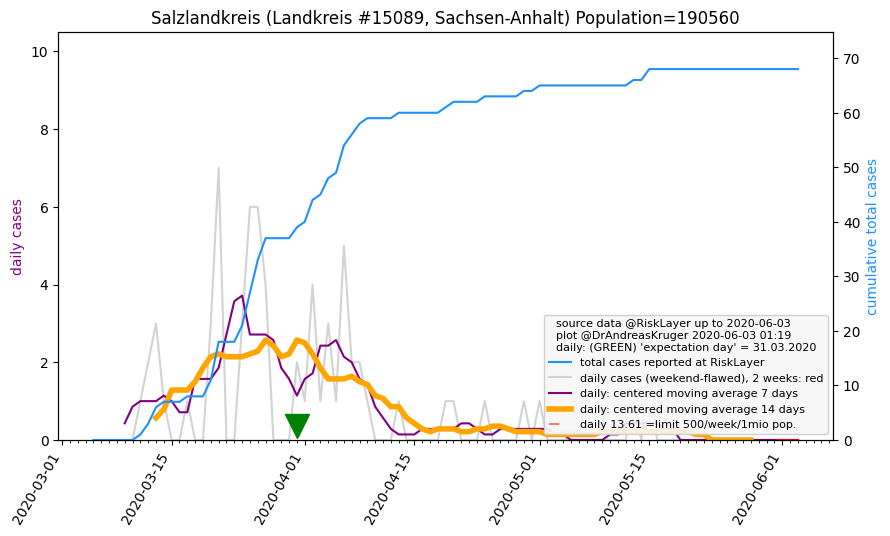 Salzlandkreis (Landkreis #15089, Sachsen-Anhalt) Population=190560
10
8
6
4
2
0
daily cases
70
60
50
40
30
20
10
0
cumulative total cases
source data @RiskLayer up to 2020-06-03
plot @DrAndreasKruger 2020-06-03 01:19
daily: (GREEN) 'expectation day' = 31.03.2020
total cases reported at RiskLayer
daily cases (weekend-flawed), 2 weeks: red
daily: centered moving average 7 days
daily: centered moving average 14 days
daily 13.61 =limit 500/week/1mio pop.
2020-03-01
2020-03-15
2020-04-01
2020-04-15
2020-05-01
2020-05-15
2020-06-01